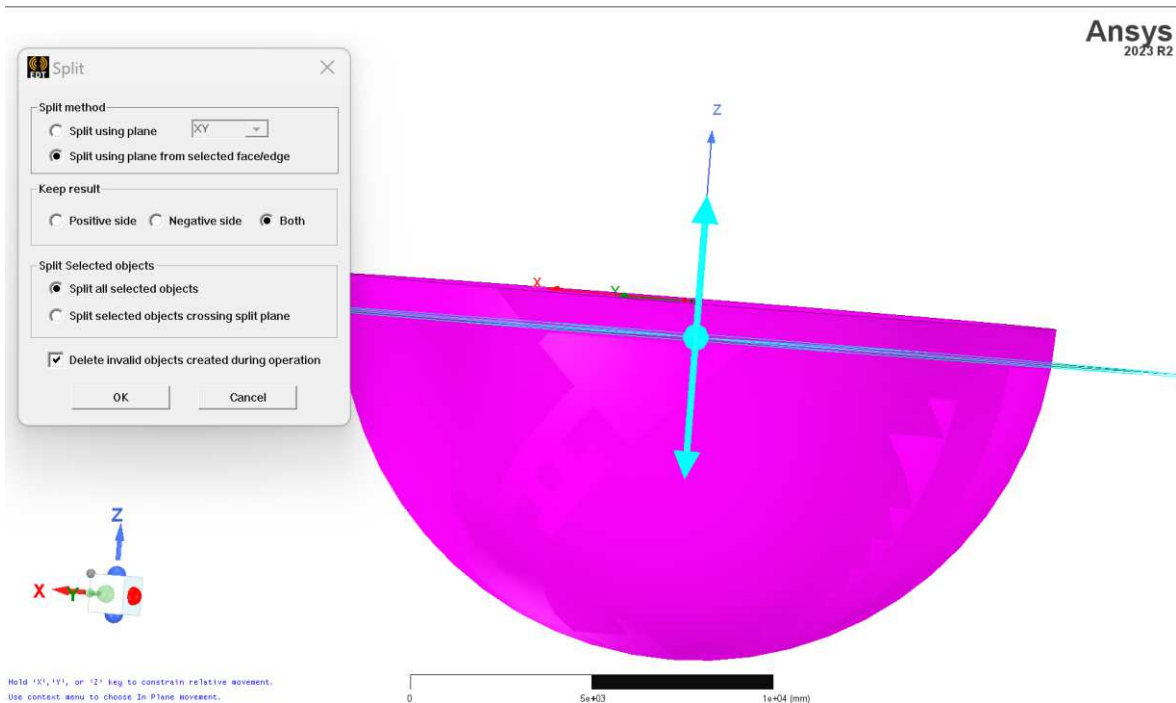 Ansys
2023 R2
EDT
Split
Split method
Split using plane XY
Split using plane from selected face/edge
Keep result
Positive side Negative side Both
Split Selected objects
Split all selected objects
Split selected objects crossing split plane
Delete invalid objects created during operation
OK Cancel
Z
X Y
Z
X Y
Hold 'X','Y', or 'Z' key to constrain relative movement.
Use context menu to choose In Plane Movement.
0 5e+03 1e+04 (mm)